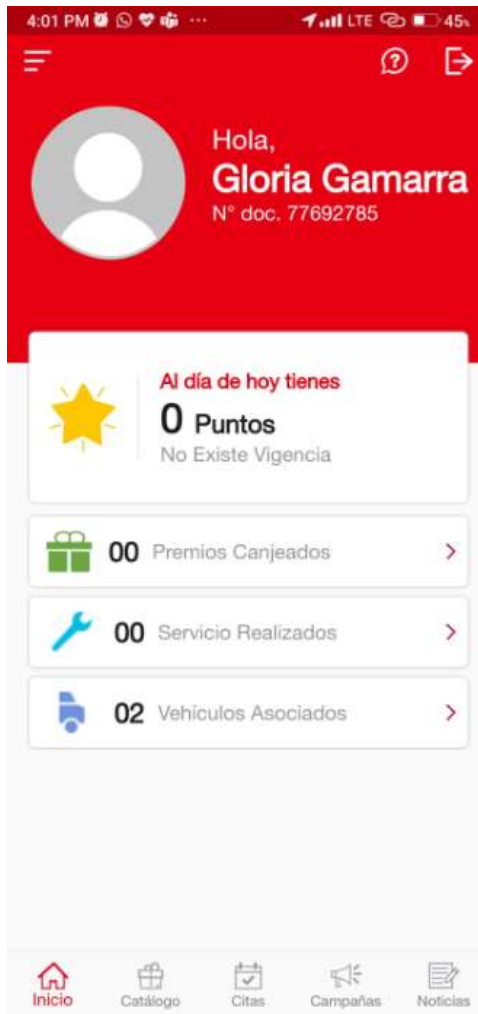 4:01 PM LTE 45%
Hola,
Gloria Gamarra
N° doc. 77692785
Al día de hoy tienes
0 Puntos
No Existe Vigencia
00 Premios Canjeados
00 Servicio Realizados
02 Vehículos Asociados
Inicio Catálogo Citas Campañas Noticias